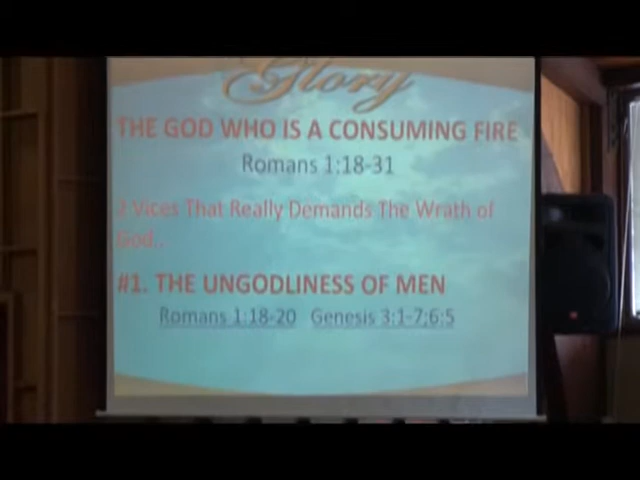 Glory
THE GOD WHO IS A CONSUMING FIRE
Romans 1:18-31
2 Vices That Really Demands The Wrath of
God..
#1. THE UNGODLINESS OF MEN
Romans 1:18-20 Genesis 3:1-7;6:5